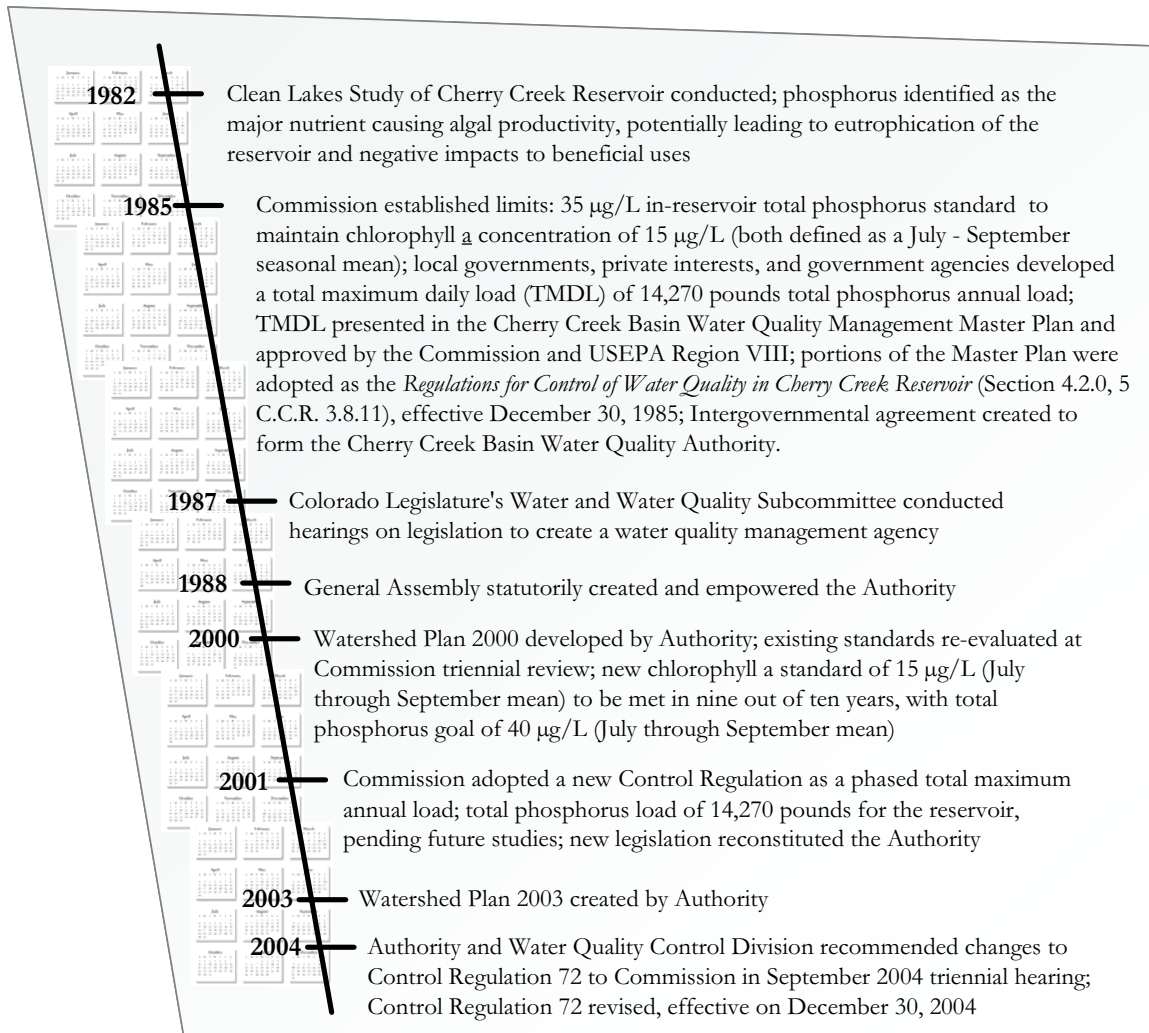 1982
Clean Lakes Study of Cherry Creek Reservoir conducted; phosphorus identified as the
major nutrient causing algal productivity, potentially leading to eutrophication of the
reservoir and negative impacts to beneficial uses
1985
Commission established limits: 35 µg/L in-reservoir total phosphorus standard to
maintain chlorophyll a concentration of 15 µg/L (both defined as a July - September
seasonal mean); local governments, private interests, and government agencies developed
a total maximum daily load (TMDL) of 14,270 pounds total phosphorus annual load;
TMDL presented in the Cherry Creek Basin Water Quality Management Master Plan and
approved by the Commission and USEPA Region VIII; portions of the Master Plan were
adopted as the Regulations for Control of Water Quality in Cherry Creek Reservoir (Section 4.2.0, 5
C.C.R. 3.8.11), effective December 30, 1985; Intergovernmental agreement created to
form the Cherry Creek Basin Water Quality Authority.
1987
Colorado Legislature's Water and Water Quality Subcommittee conducted
hearings on legislation to create a water quality management agency
1988
General Assembly statutorily created and empowered the Authority
2000
Watershed Plan 2000 developed by Authority; existing standards re-evaluated at
Commission triennial review; new chlorophyll a standard of 15 µg/L (July
through September mean) to be met in nine out of ten years, with total
phosphorus goal of 40 µg/L (July through September mean)
2001
Commission adopted a new Control Regulation as a phased total maximum
annual load; total phosphorus load of 14,270 pounds for the reservoir,
pending future studies; new legislation reconstituted the Authority
2003
Watershed Plan 2003 created by Authority
2004
Authority and Water Quality Control Division recommended changes to
Control Regulation 72 to Commission in September 2004 triennial hearing;
Control Regulation 72 revised, effective on December 30, 2004